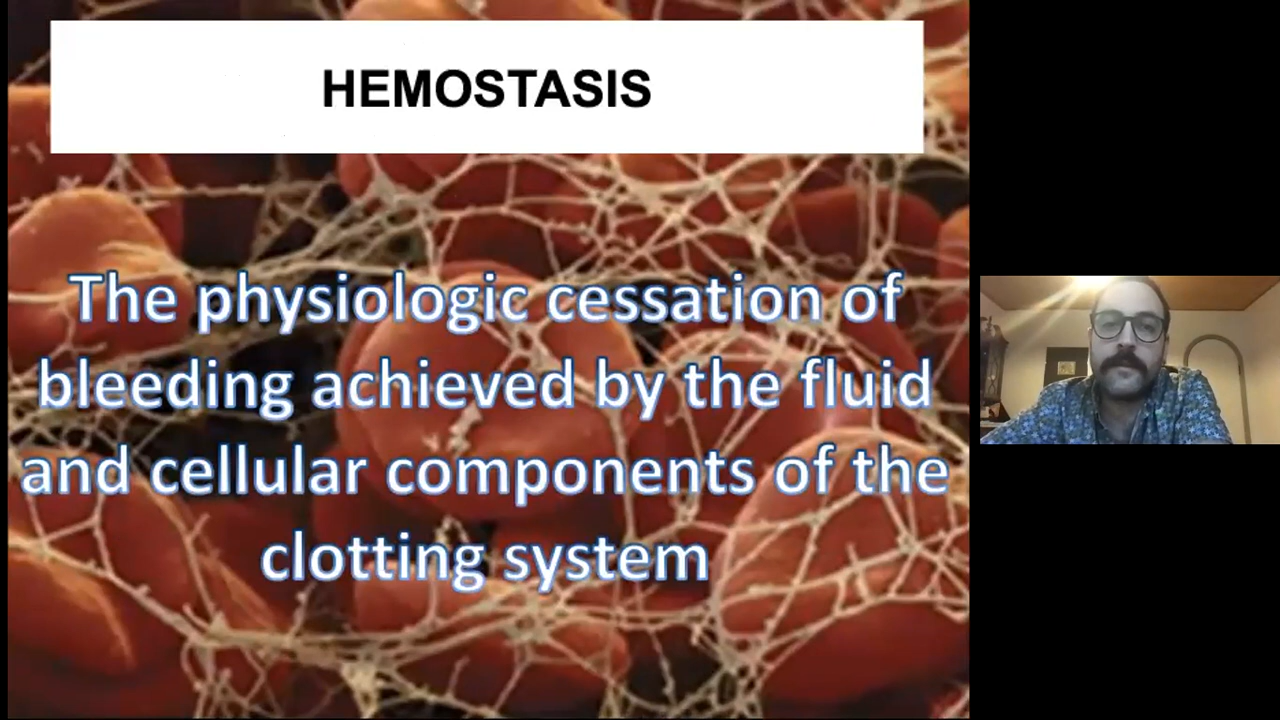 HEMOSTASIS
The physiologic cessation of
bleeding achieved by the fluid
and cellular components of the
clotting system